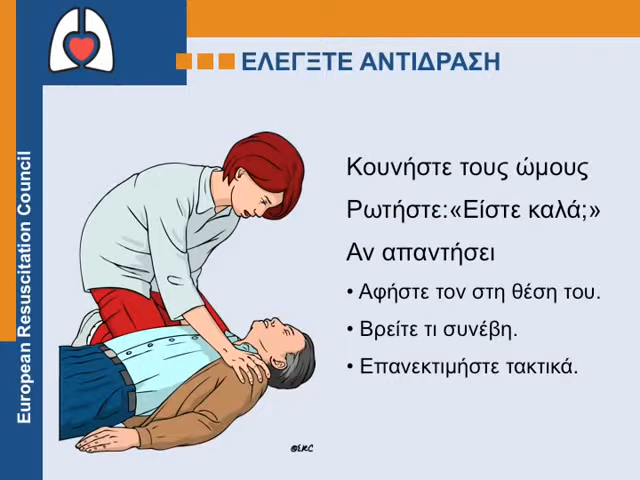 ΕΛΕΓΞΤΕ ΑΝΤΙΔΡΑΣΗ
Κουνήστε τους ώμους
Ρωτήστε:«Είστε καλά;»
Αν απαντήσει
• Αφήστε τον στη θέση του.
• Βρείτε τι συνέβη.
• Επανεκτιμήστε τακτικά.
European Resuscitation Council
@ERC